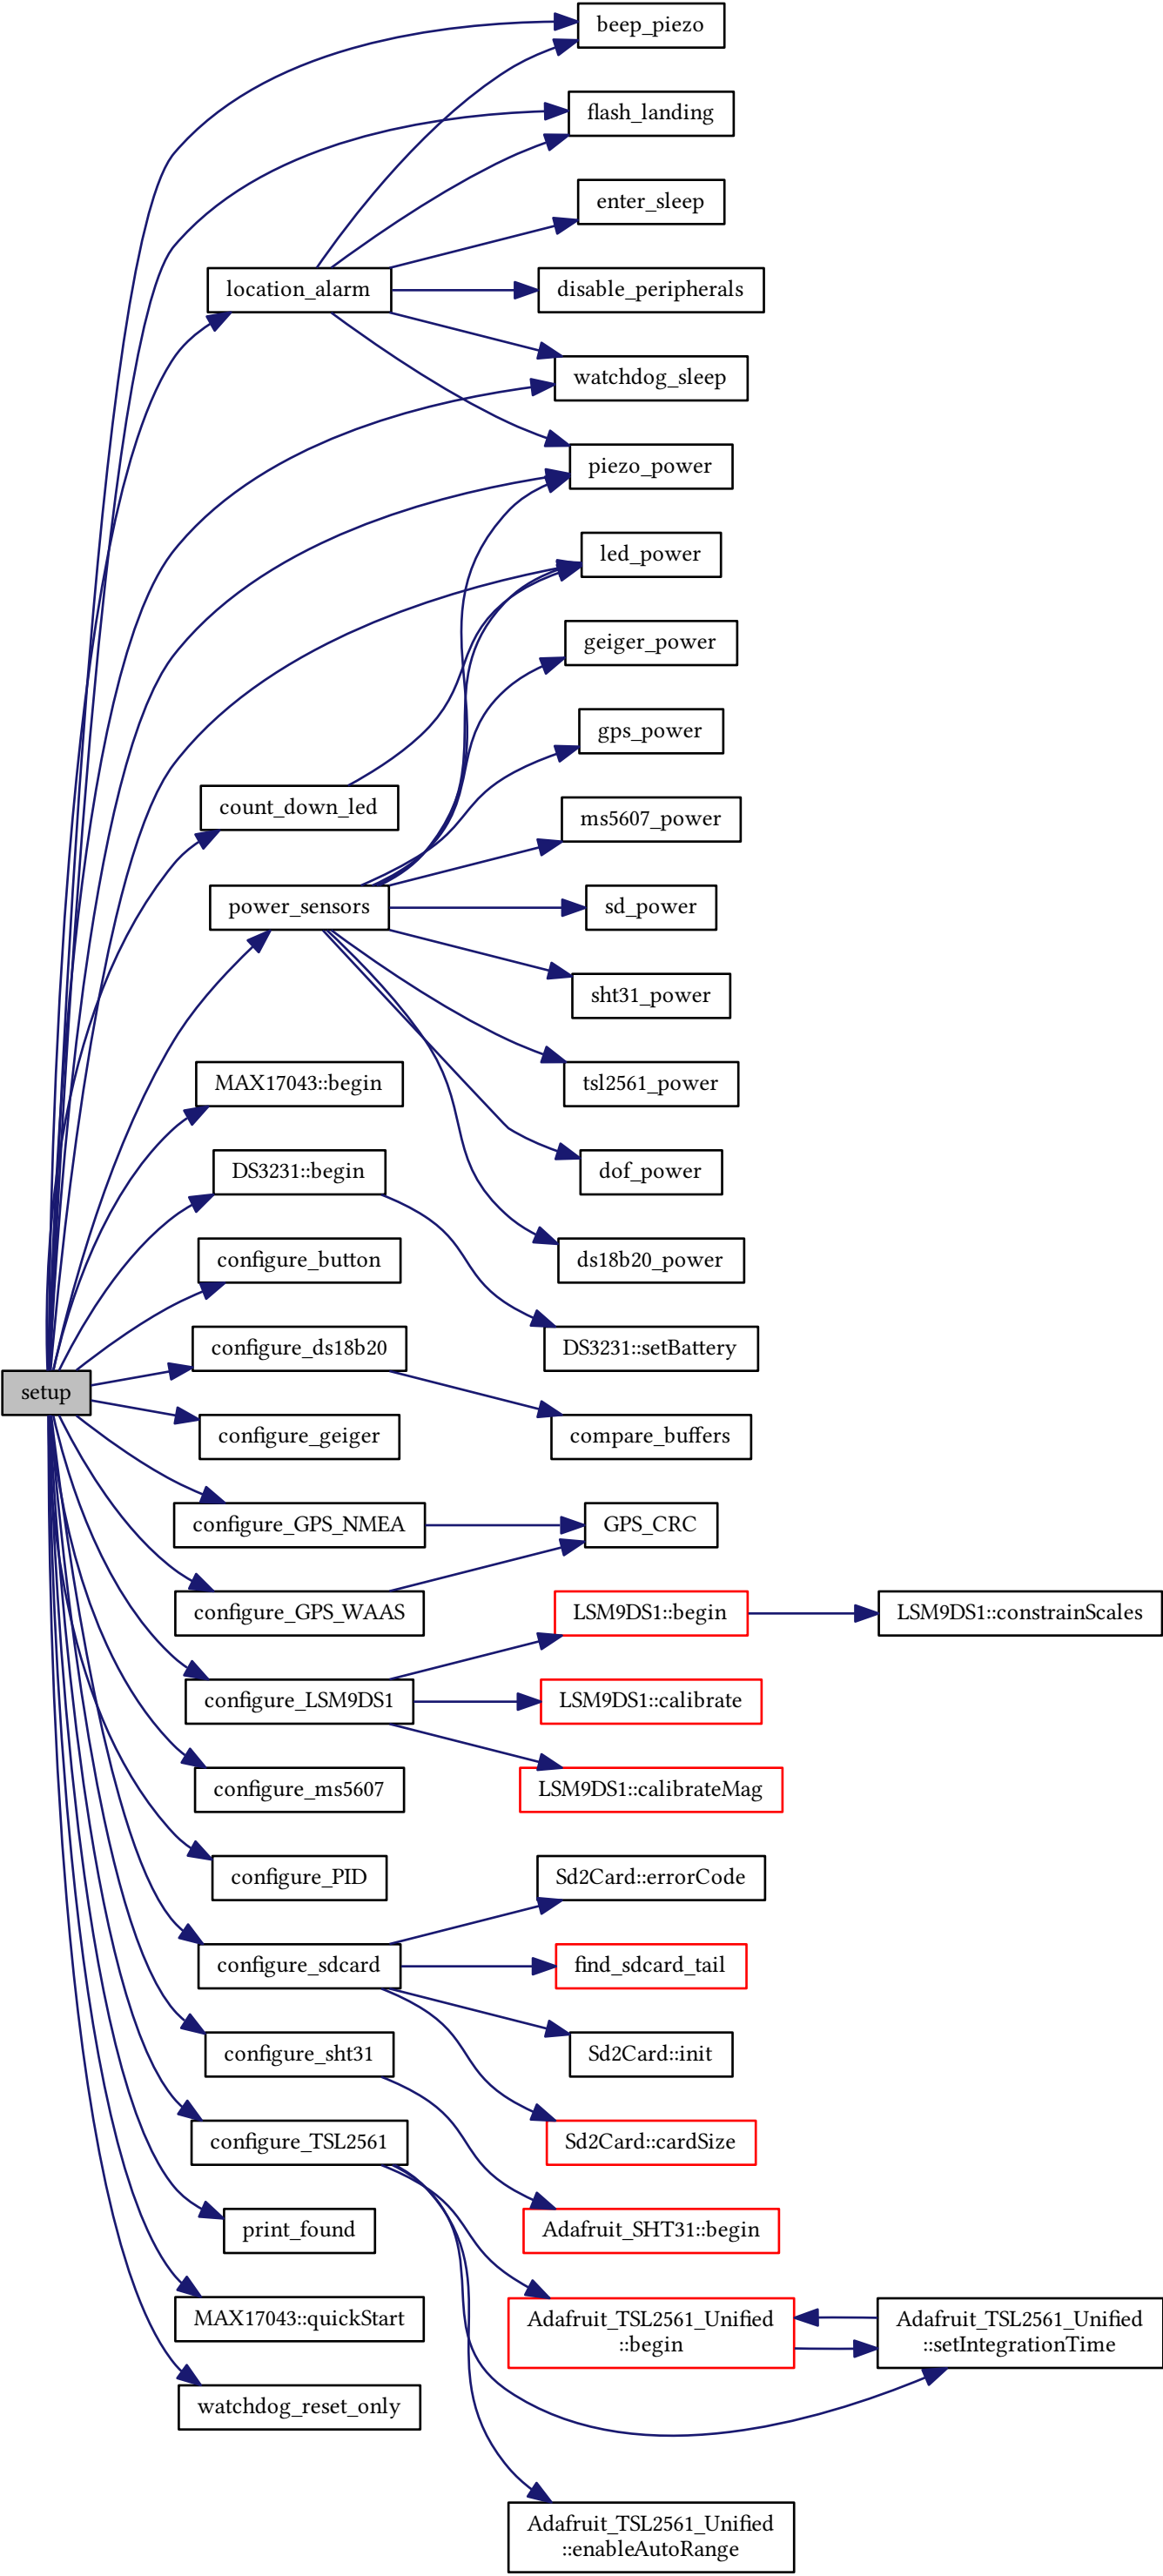 beep_piezo
flash_landing
enter_sleep
location_alarm
disable_peripherals
watchdog_sleep
piezo_power
led_power
geiger_power
gps_power
count_down_led
ms5607_power
power_sensors
sd_power
sht31_power
MAX17043::begin
tsl2561_power
DS3231::begin
dof_power
configure_button
ds18b20_power
configure_ds18b20
DS3231::setBattery
setup
configure_geiger
compare_buffers
configure_GPS_NMEA
GPS_CRC
configure_GPS_WAAS
LSM9DS1::begin
LSM9DS1::constrainScales
configure_LSM9DS1
LSM9DS1::calibrate
configure_ms5607
LSM9DS1::calibrateMag
configure_PID
Sd2Card::errorCode
configure_sdcard
find_sdcard_tail
configure_sht31
Sd2Card::init
configure_TSL2561
Sd2Card::cardSize
print_found
Adafruit_SHT31::begin
MAX17043::quickStart
Adafruit_TSL2561_Unified
::begin
Adafruit_TSL2561_Unified
::setIntegrationTime
watchdog_reset_only
Adafruit_TSL2561_Unified
::enableAutoRange